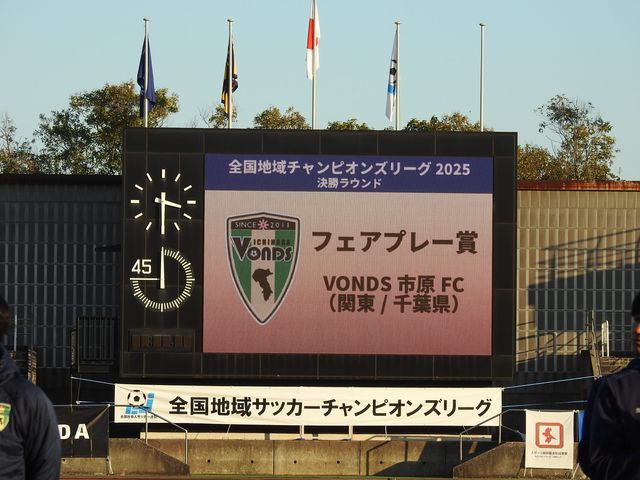 全国地域チャンピオンズリーグ 2025
決勝ラウンド
SINCE 2011
ICHIHARA
VONDS
フェアプレー賞
VONDS 市原 FC
（関東 / 千葉県）
45
全国地域サッカーチャンピオンズリーグ
DA